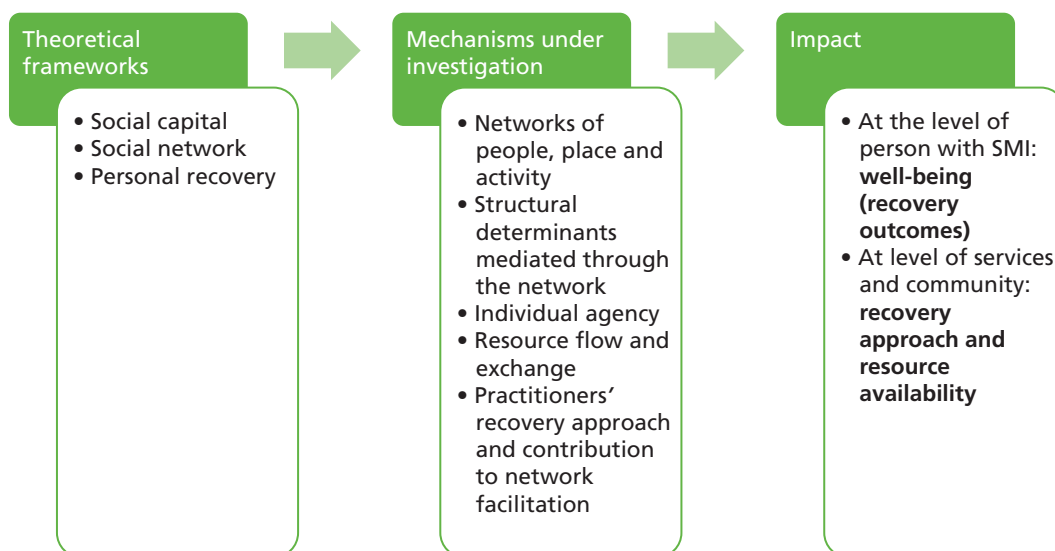 Theoretical
frameworks
• Social capital
• Social network
• Personal recovery
Mechanisms under
investigation
• Networks of
people, place and
activity
• Structural
determinants
mediated through
the network
• Individual agency
• Resource flow and
exchange
• Practitioners’
recovery approach
and contribution
to network
facilitation
Impact
• At the level of
person with SMI:
well-being
(recovery
outcomes)
• At level of services
and community:
recovery
approach and
resource
availability